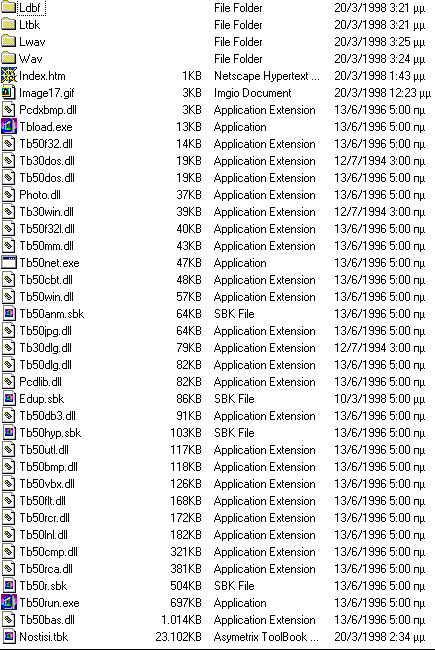 Ldbf File Folder 20/3/1998 3:21 μμ
Ltbk File Folder 20/3/1998 3:21 μμ
Lwav File Folder 20/3/1998 3:25 μμ
Wav File Folder 20/3/1998 3:24 μμ
Index.htm 1KB Netscape Hypertext ... 20/3/1998 1:43 μμ
Image17.gif 3KB Imgio Document 20/3/1998 12:23 μμ
Pcdxbmp.dll 3KB Application Extension 13/6/1996 5:00 πμ
Tbload.exe 13KB Application 13/6/1996 5:00 πμ
Tb50f32.dll 14KB Application Extension 13/6/1996 5:00 πμ
Tb30dos.dll 19KB Application Extension 12/7/1994 3:00 πμ
Tb50dos.dll 19KB Application Extension 13/6/1996 5:00 πμ
Photo.dll 37KB Application Extension 13/6/1996 5:00 πμ
Tb30win.dll 39KB Application Extension 12/7/1994 3:00 πμ
Tb50f32l.dll 40KB Application Extension 13/6/1996 5:00 πμ
Tb50mm.dll 43KB Application Extension 13/6/1996 5:00 πμ
Tb50net.exe 47KB Application 13/6/1996 5:00 πμ
Tb50cbt.dll 48KB Application Extension 13/6/1996 5:00 πμ
Tb50win.dll 57KB Application Extension 13/6/1996 5:00 πμ
Tb50anm.sbk 64KB SBK File 13/6/1996 5:00 πμ
Tb50jpg.dll 64KB Application Extension 13/6/1996 5:00 πμ
Tb30dlg.dll 79KB Application Extension 12/7/1994 3:00 πμ
Tb50dlg.dll 82KB Application Extension 13/6/1996 5:00 πμ
Pcdlib.dll 82KB Application Extension 13/6/1996 5:00 πμ
Edup.sbk 86KB SBK File 10/3/1998 5:00 μμ
Tb50db3.dll 91KB Application Extension 13/6/1996 5:00 πμ
Tb50hyp.sbk 103KB SBK File 13/6/1996 5:00 πμ
Tb50utl.dll 117KB Application Extension 13/6/1996 5:00 πμ
Tb50bmp.dll 118KB Application Extension 13/6/1996 5:00 πμ
Tb50vbx.dll 126KB Application Extension 13/6/1996 5:00 πμ
Tb50flt.dll 168KB Application Extension 13/6/1996 5:00 πμ
Tb50rcr.dll 172KB Application Extension 13/6/1996 5:00 πμ
Tb50lnl.dll 182KB Application Extension 13/6/1996 5:00 πμ
Tb50cmp.dll 321KB Application Extension 13/6/1996 5:00 πμ
Tb50rca.dll 381KB Application Extension 13/6/1996 5:00 πμ
Tb50r.sbk 504KB SBK File 13/6/1996 5:00 πμ
Tb50run.exe 697KB Application 13/6/1996 5:00 πμ
Tb50bas.dll 1.014KB Application Extension 13/6/1996 5:00 πμ
Nostisi.tbk 23.102KB Asymetrix ToolBook ... 20/3/1998 2:34 μμ